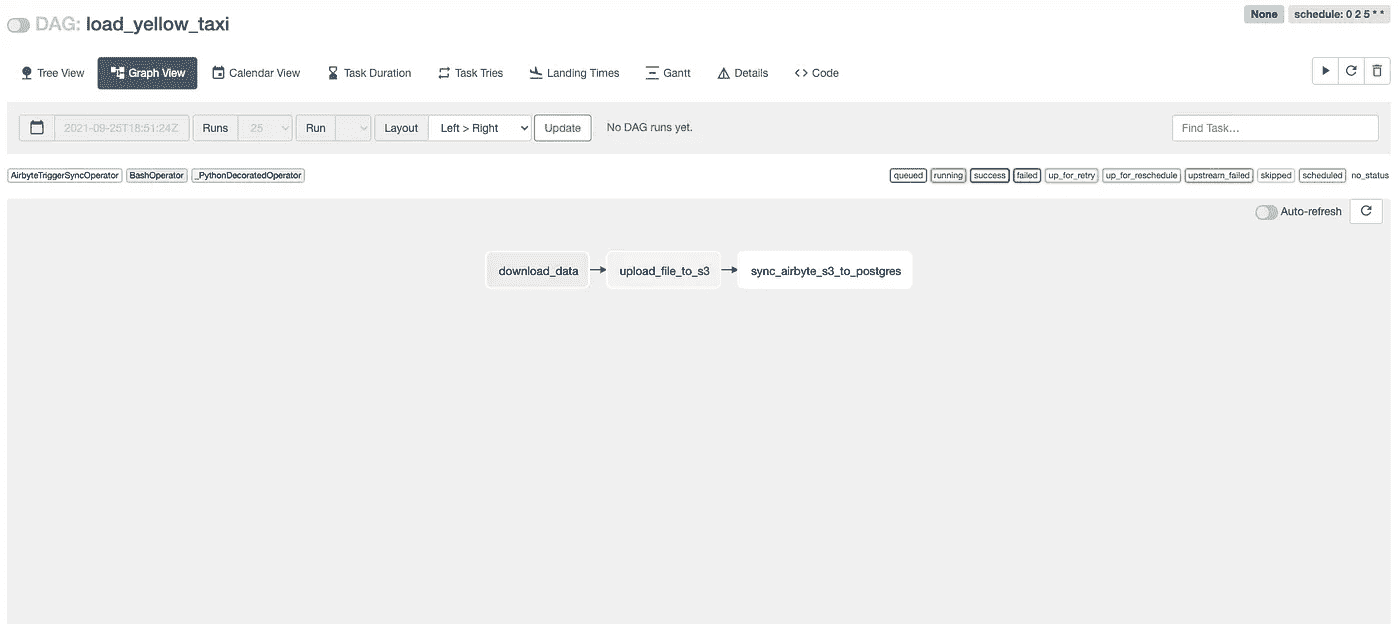 DAG: load_yellow_taxi
None schedule: 0 2 5 * *
Tree View Graph View Calendar View Task Duration Task Tries Landing Times Gantt Details <> Code
2021-09-25T18:51:24Z Runs 25 Run Layout Left > Right Update No DAG runs yet. Find Task...
AirbyteTriggerSyncOperator BashOperator _PythonDecoratedOperator queued running success failed up_for_retry up_for_reschedule upstream_failed skipped scheduled no_status
Auto-refresh
download_data upload_file_to_s3 sync_airbyte_s3_to_postgres